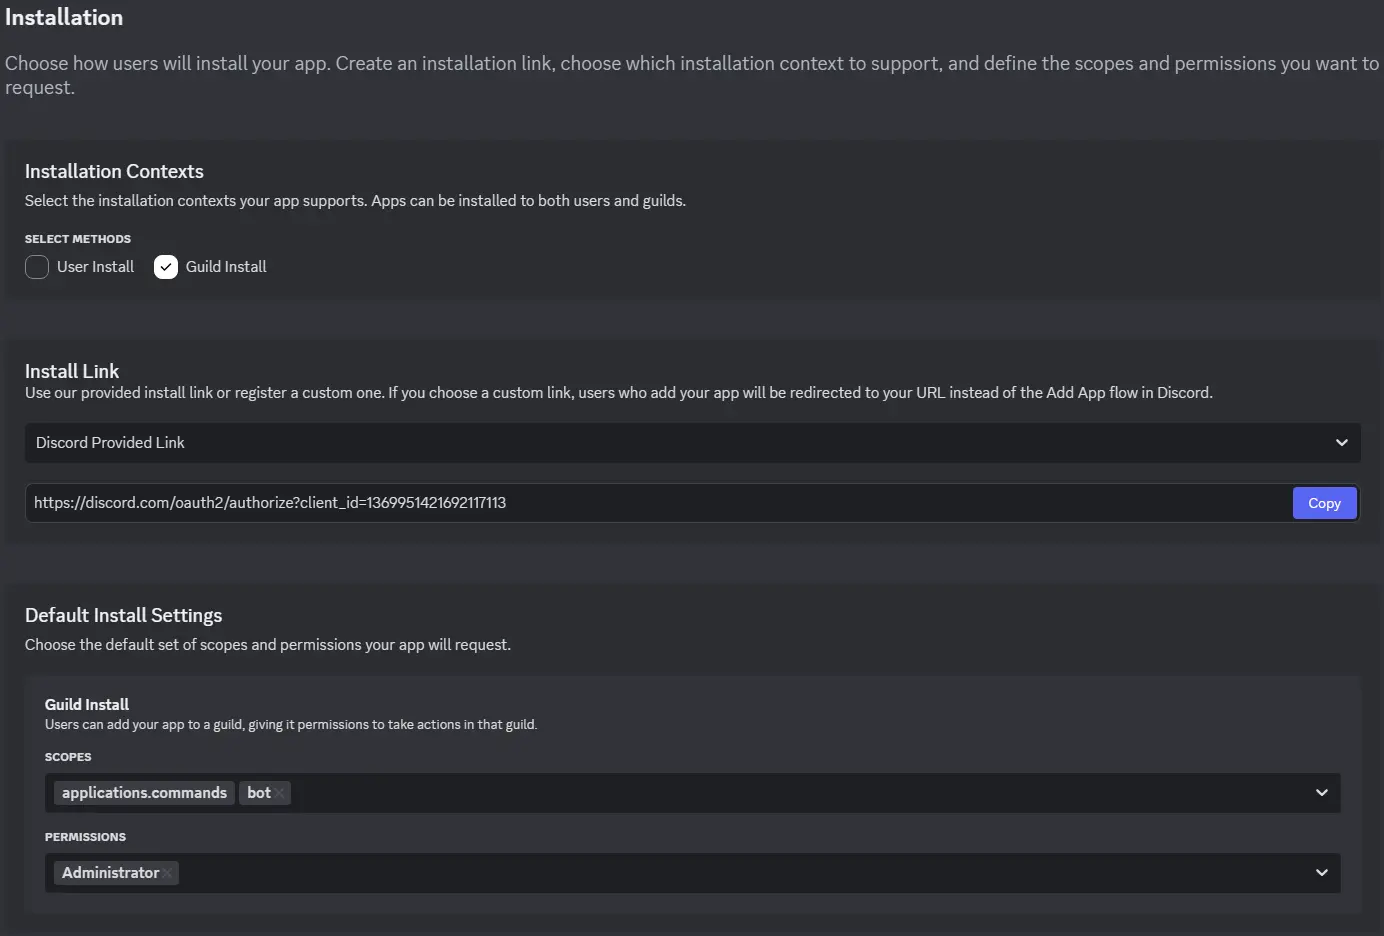 Installation
Choose how users will install your app. Create an installation link, choose which installation context to support, and define the scopes and permissions you want to
request.
Installation Contexts
Select the installation contexts your app supports. Apps can be installed to both users and guilds.
SELECT METHODS
User Install Guild Install
Install Link
Use our provided install link or register a custom one. If you choose a custom link, users who add your app will be redirected to your URL instead of the Add App flow in Discord.
Discord Provided Link
https://discord.com/oauth2/authorize?client_id=1369951421692117113 Copy
Default Install Settings
Choose the default set of scopes and permissions your app will request.
Guild Install
Users can add your app to a guild, giving it permissions to take actions in that guild.
SCOPES
applications.commands bot
PERMISSIONS
Administrator